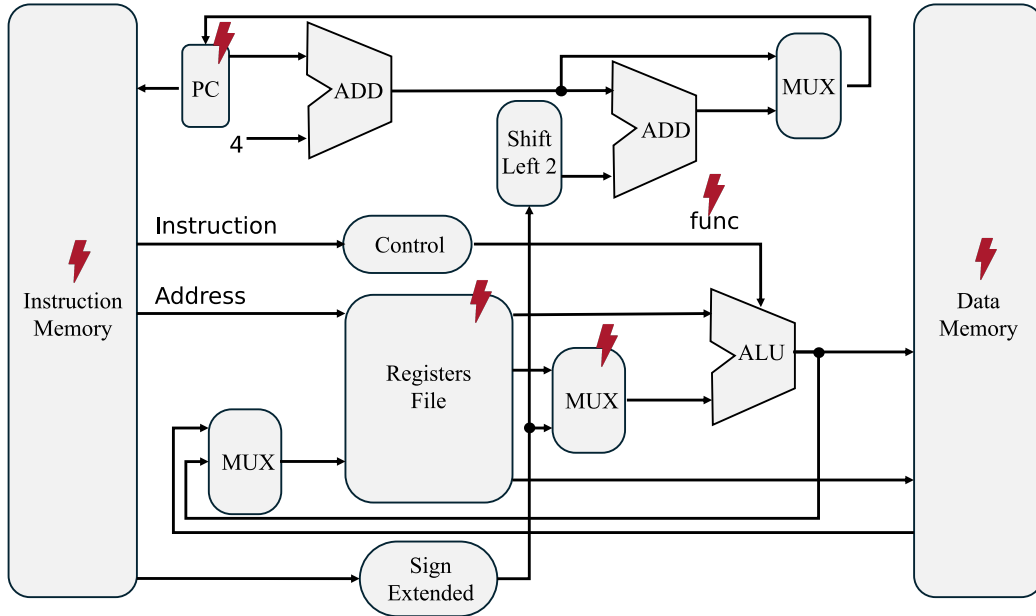 PC
4
ADD
Shift
Left 2
ADD
MUX
func
Instruction
Control
Instruction
Memory
Address
Registers
File
MUX
MUX
ALU
Data
Memory
Sign
Extended